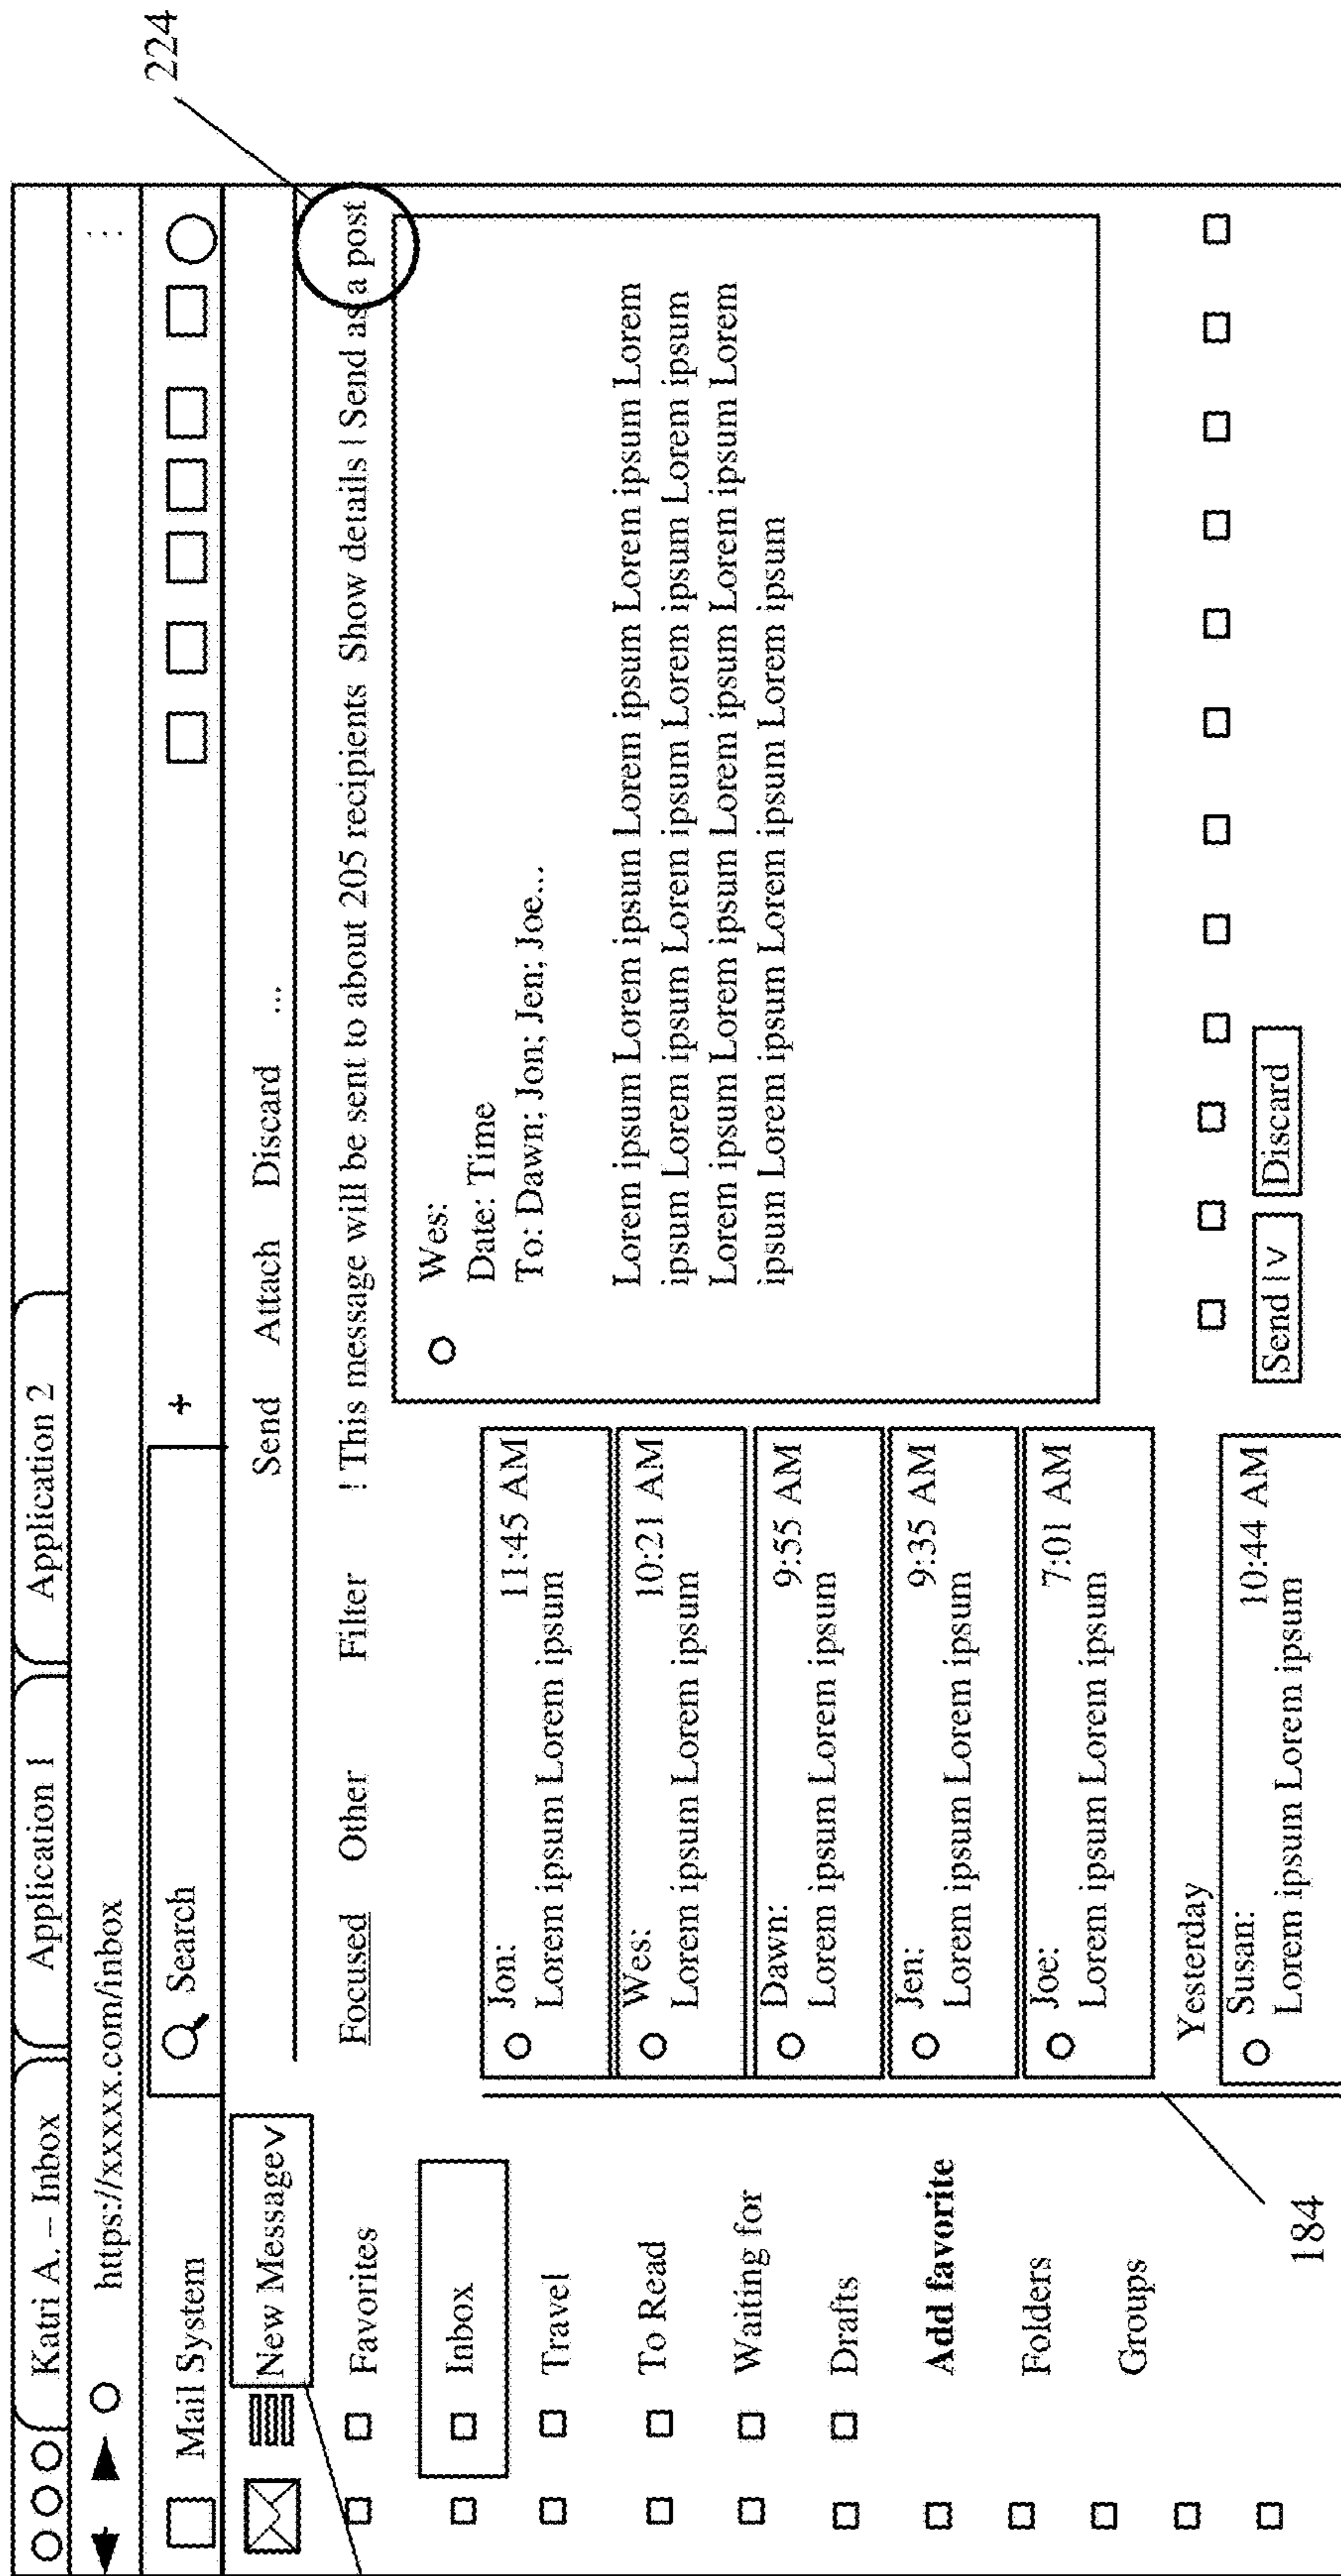 Katri A. – Inbox
Application 1
Application 2
https://xxxxx.com/inbox
⋮
Mail System
Search
+
New Message∨
Send Attach Discard ...
224
Favorites
Focused Other Filter
! This message will be sent to about 205 recipients Show details | Send as a post
Inbox
Travel
To Read
Waiting for
Drafts
Add favorite
Folders
Groups
184
Jon:
11:45 AM
Lorem ipsum Lorem ipsum
Wes:
10:21 AM
Lorem ipsum Lorem ipsum
Dawn:
9:55 AM
Lorem ipsum Lorem ipsum
Jen:
9:35 AM
Lorem ipsum Lorem ipsum
Joe:
7:01 AM
Lorem ipsum Lorem ipsum
Yesterday
Susan:
10:44 AM
Lorem ipsum Lorem ipsum
Wes:
Date: Time
To: Dawn; Jon; Jen; Joe...
Lorem ipsum Lorem ipsum Lorem ipsum Lorem ipsum Lorem
ipsum Lorem ipsum Lorem ipsum Lorem ipsum Lorem ipsum
Lorem ipsum Lorem ipsum Lorem ipsum Lorem ipsum Lorem
ipsum Lorem ipsum Lorem ipsum Lorem ipsum
Send | ∨
Discard